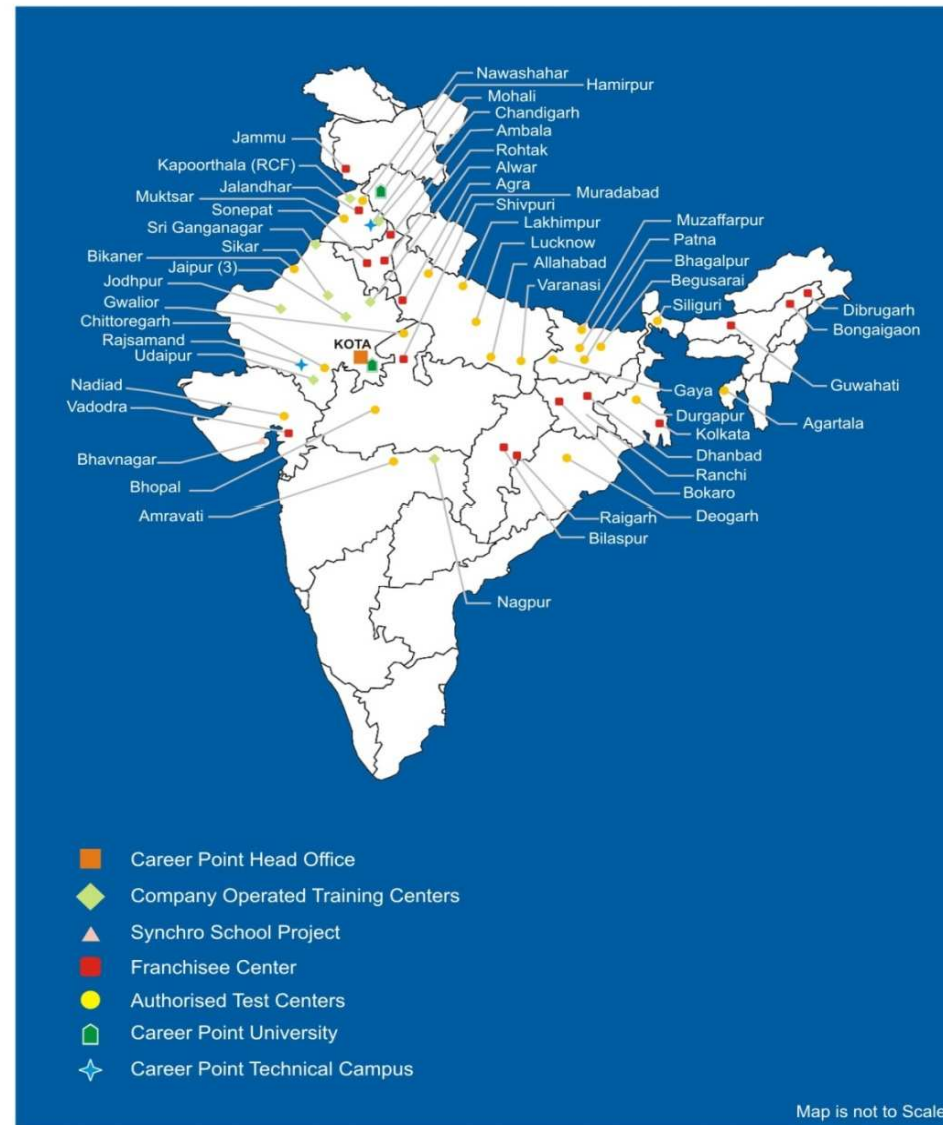 Nawashahar
Hamirpur
Mohali
Chandigarh
Jammu
Ambala
Kapoorthala (RCF)
Rohtak
Jalandhar
Alwar
Muktsar
Agra
Muradabad
Sonepat
Shivpuri
Sri Ganganagar
Lakhimpur
Muzaffarpur
Sikar
Lucknow
Patna
Bikaner
Jaipur (3)
Allahabad
Bhagalpur
Jodhpur
Varanasi
Begusarai
Gwalior
Siliguri
Dibrugarh
Chittoregarh
Bongaigaon
Rajsamand
KOTA
Udaipur
Nadiad
Gaya
Guwahati
Vadodra
Durgapur
Agartala
Kolkata
Bhavnagar
Dhanbad
Ranchi
Bhopal
Bokaro
Amravati
Raigarh
Deogarh
Bilaspur
Nagpur
Career Point Head Office
Company Operated Training Centers
Synchro School Project
Franchisee Center
Authorised Test Centers
Career Point University
Career Point Technical Campus
Map is not to Scale